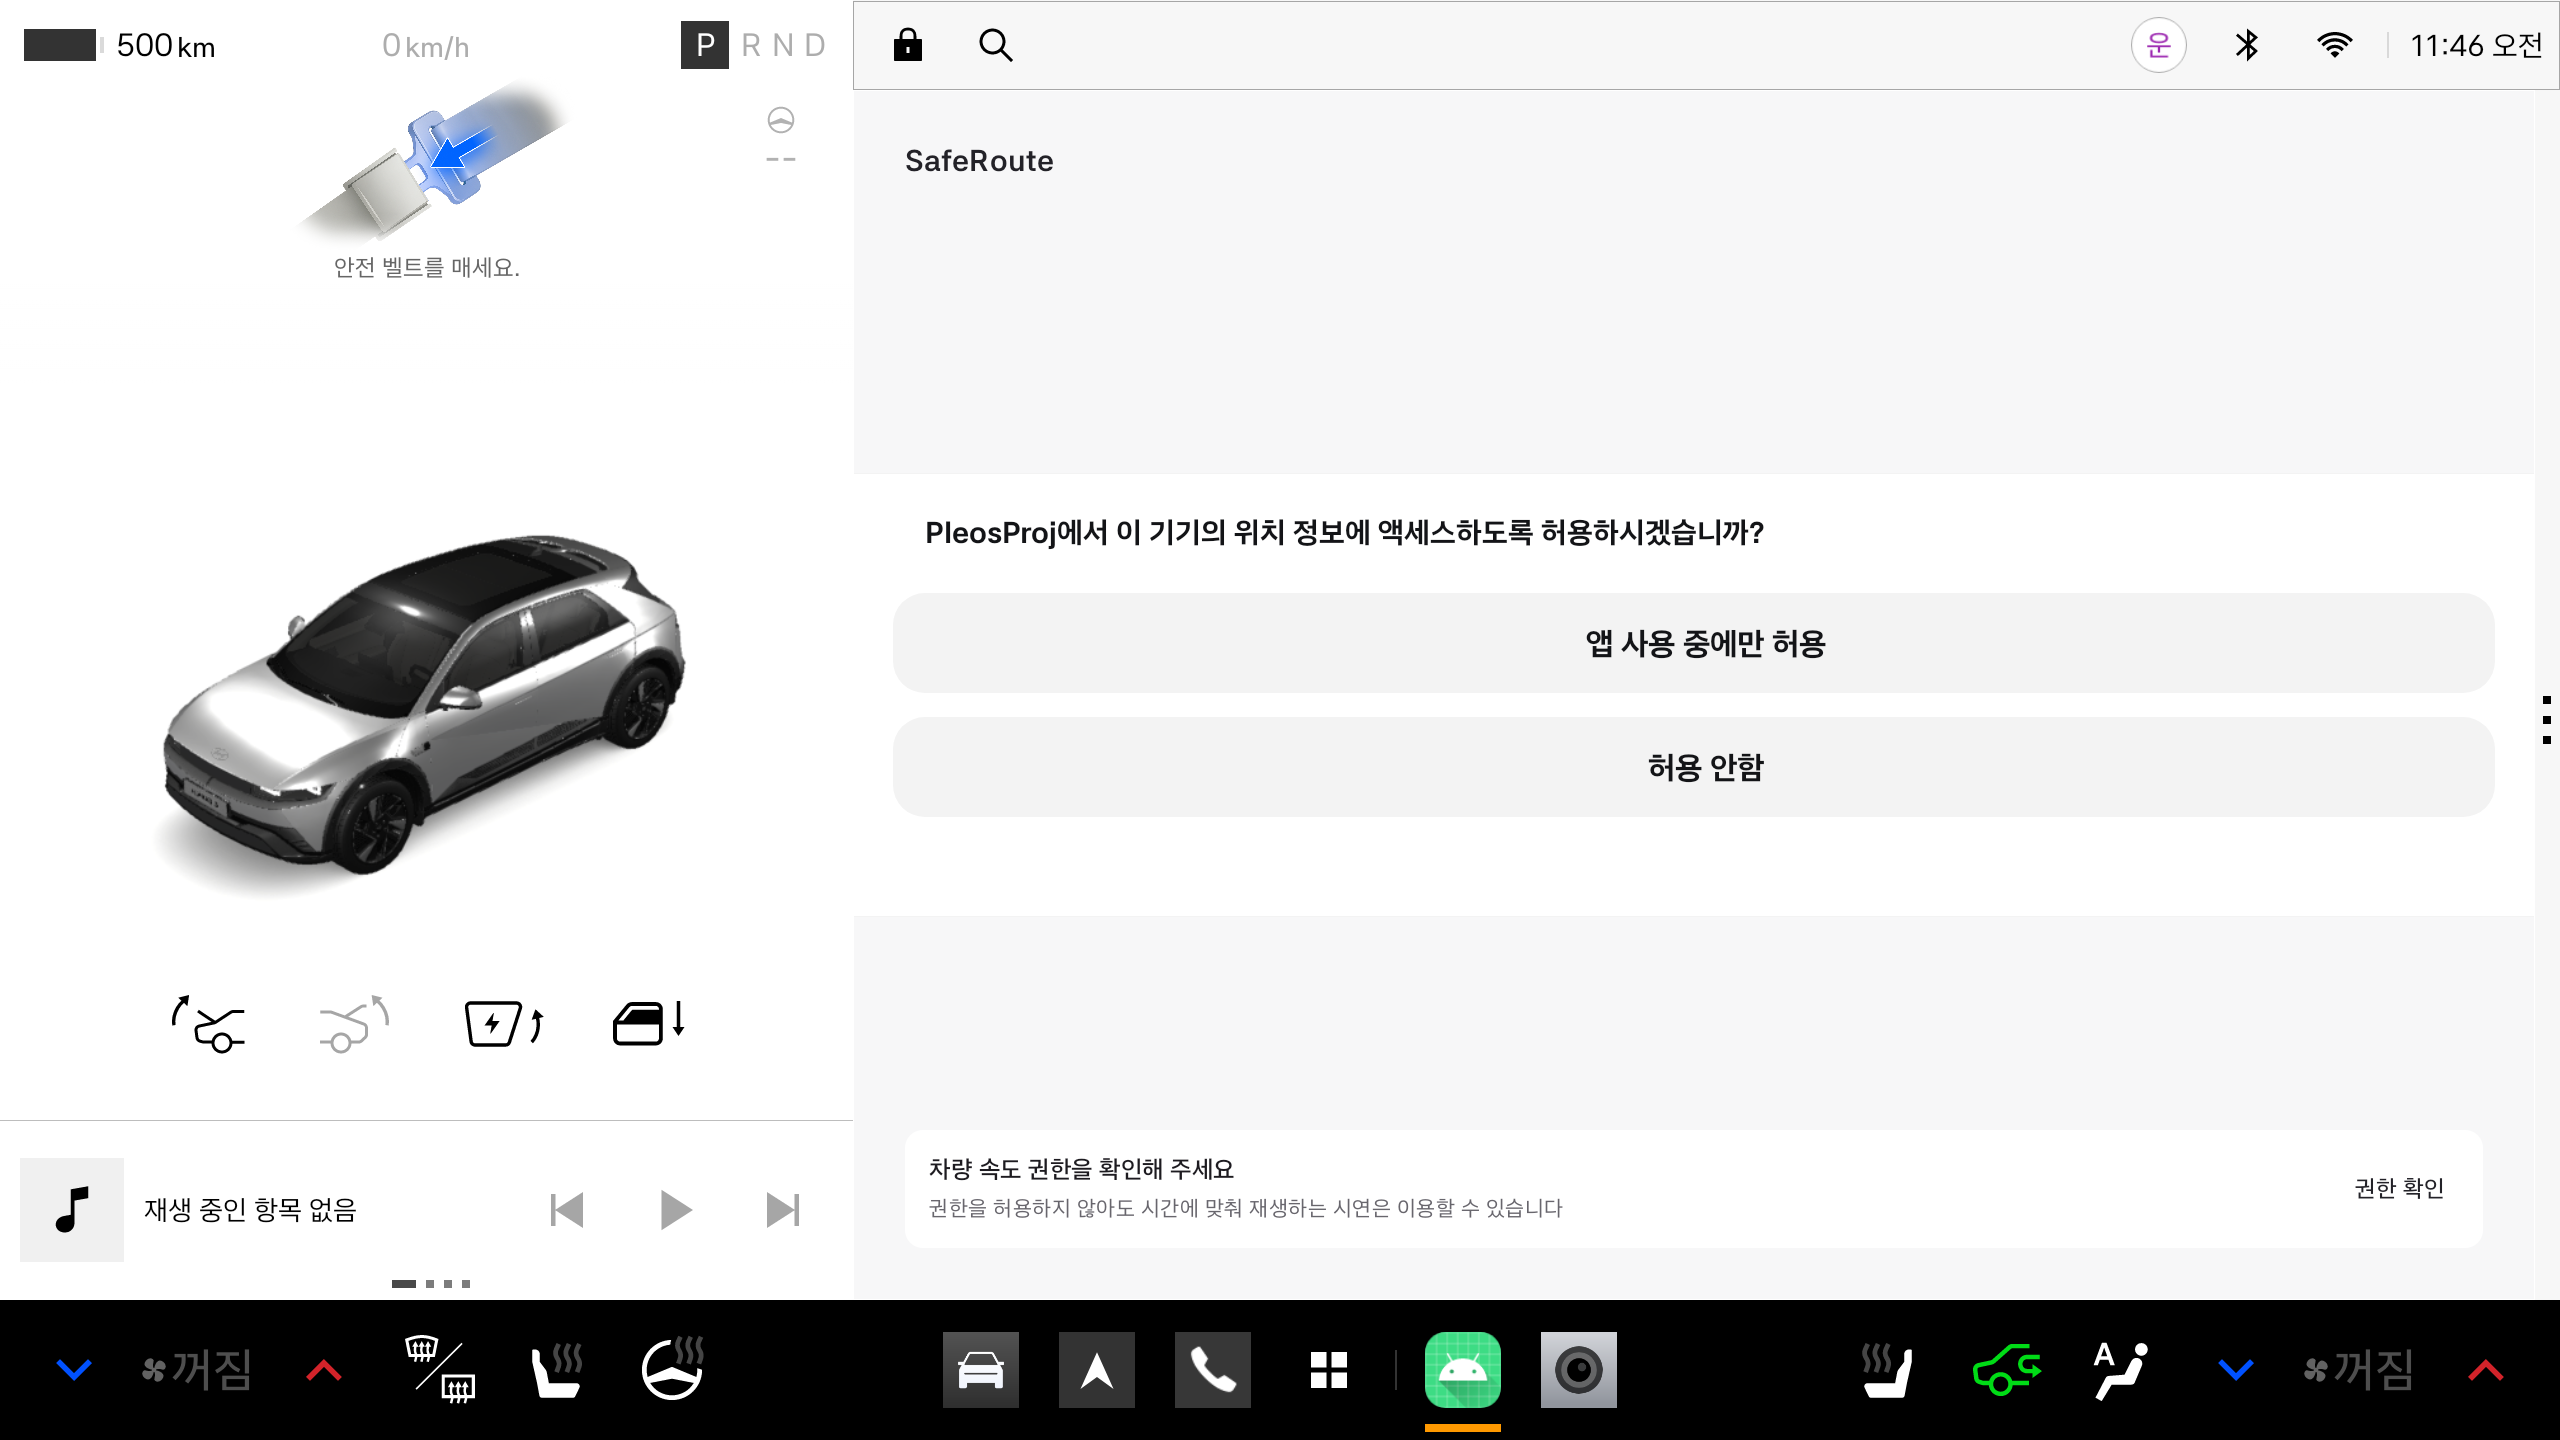 500 km
0 km/h
P R N D
11:46 오전
운
안전 벨트를 매세요.
SafeRoute
PleosProj에서 이 기기의 위치 정보에 액세스하도록 허용하시겠습니까?
앱 사용 중에만 허용
허용 안함
차량 속도 권한을 확인해 주세요
권한을 허용하지 않아도 시간에 맞춰 재생하는 시연은 이용할 수 있습니다
권한 확인
재생 중인 항목 없음
꺼짐
A
꺼짐